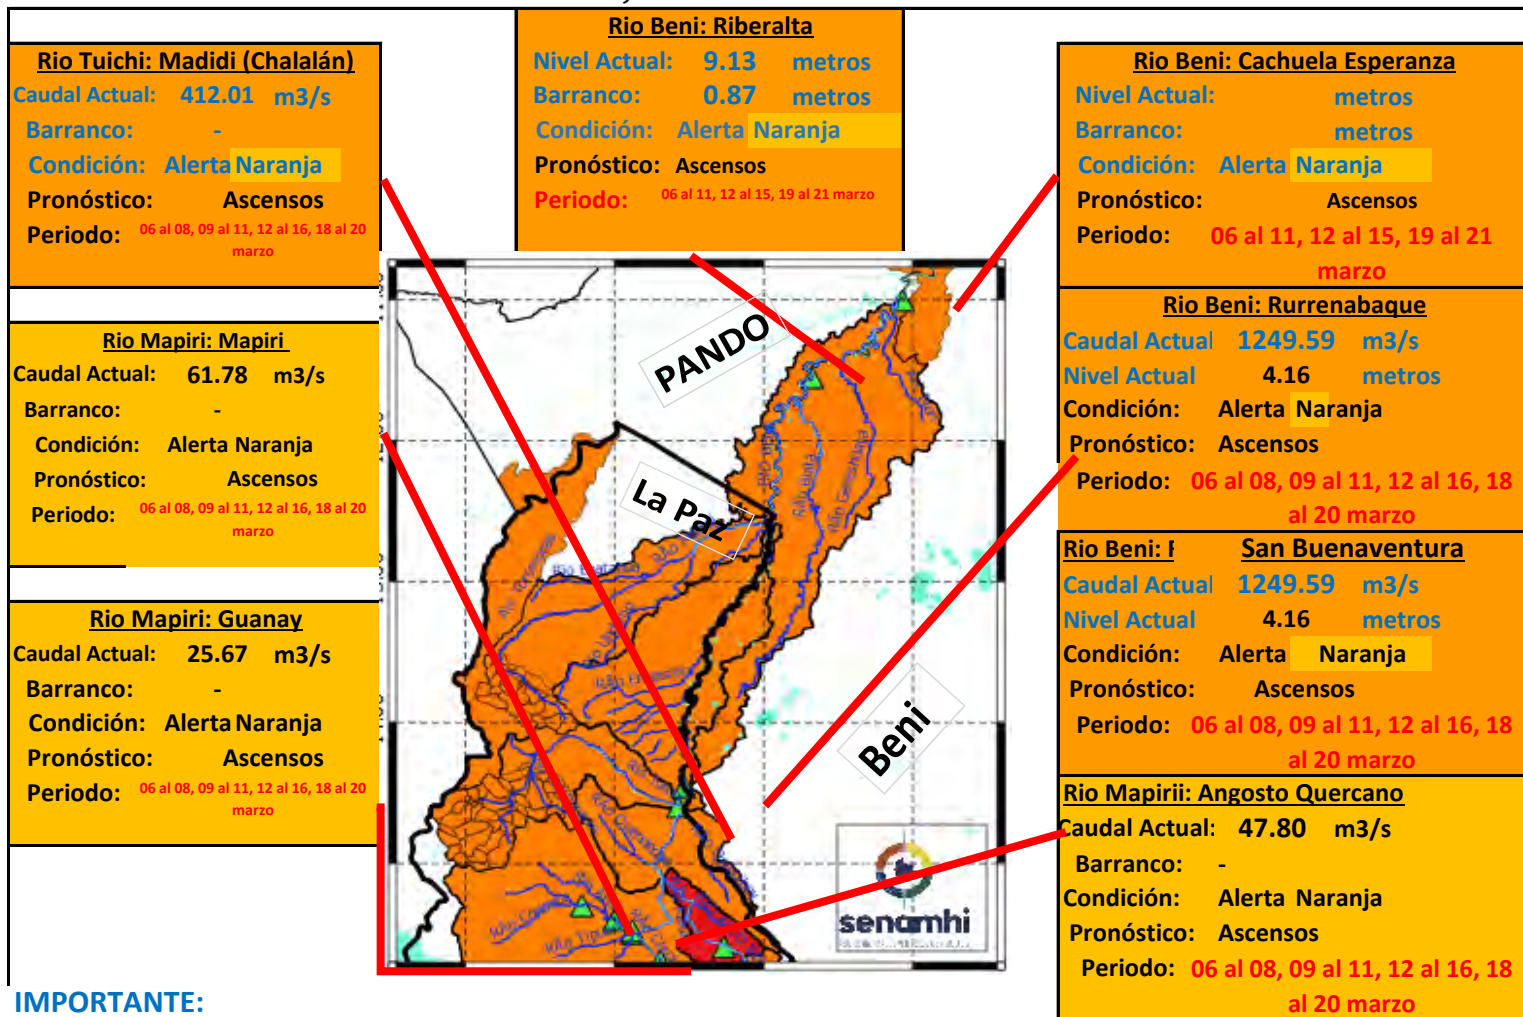 Rio Tuichi: Madidi (Chalalán)
Caudal Actual: 412.01 m3/s
Barranco: -
Condición: Alerta Naranja
Pronóstico: Ascensos
Periodo: 06 al 08, 09 al 11, 12 al 16, 18 al 20
marzo
Rio Mapiri: Mapiri
Caudal Actual: 61.78 m3/s
Barranco: -
Condición: Alerta Naranja
Pronóstico: Ascensos
Periodo: 06 al 08, 09 al 11, 12 al 16, 18 al 20
marzo
Rio Mapiri: Guanay
Caudal Actual: 25.67 m3/s
Barranco: -
Condición: Alerta Naranja
Pronóstico: Ascensos
Periodo: 06 al 08, 09 al 11, 12 al 16, 18 al 20
marzo
Rio Beni: Riberalta
Nivel Actual: 9.13 metros
Barranco: 0.87 metros
Condición: Alerta Naranja
Pronóstico: Ascensos
Periodo: 06 al 11, 12 al 15, 19 al 21 marzo
PANDO
La Paz
Beni
senamhi
Rio Beni: Cachuela Esperanza
Nivel Actual: metros
Barranco: metros
Condición: Alerta Naranja
Pronóstico: Ascensos
Periodo: 06 al 11, 12 al 15, 19 al 21
marzo
Rio Beni: Rurrenabaque
Caudal Actual 1249.59 m3/s
Nivel Actual 4.16 metros
Condición: Alerta Naranja
Pronóstico: Ascensos
Periodo: 06 al 08, 09 al 11, 12 al 16, 18
al 20 marzo
Rio Beni: San Buenaventura
Caudal Actual 1249.59 m3/s
Nivel Actual 4.16 metros
Condición: Alerta Naranja
Pronóstico: Ascensos
Periodo: 06 al 08, 09 al 11, 12 al 16, 18
al 20 marzo
Rio Mapirii: Angosto Quercano
Caudal Actual: 47.80 m3/s
Barranco: -
Condición: Alerta Naranja
Pronóstico: Ascensos
Periodo: 06 al 08, 09 al 11, 12 al 16, 18
al 20 marzo
IMPORTANTE: